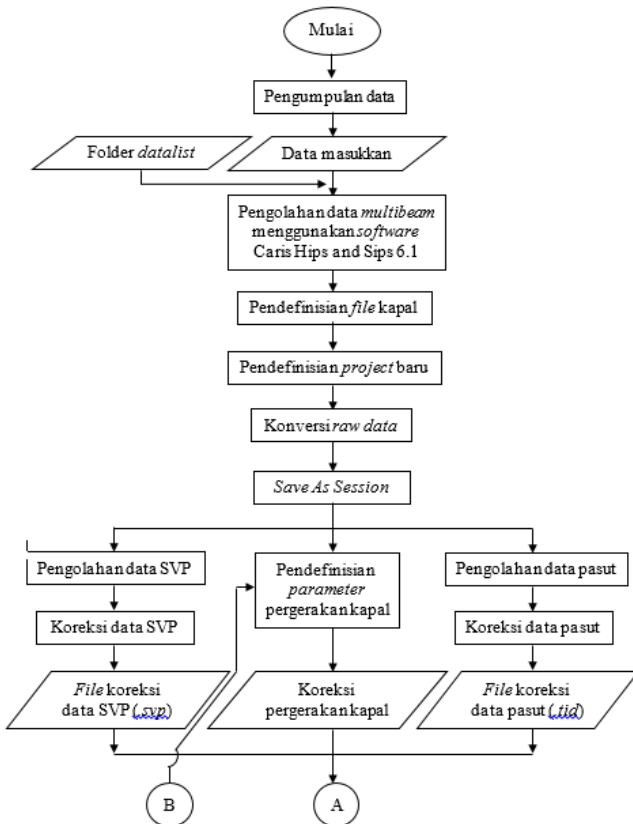 Mulai
Pengumpulan data
Folder datalist
Data masukkan
Pengolahan data multibeam
menggunakan software
Caris Hips and Sips 6.1
Pendefinisian file kapal
Pendefinisian project baru
Konversi raw data
Save As Session
Pengolahan data SVP
Pendefinisian
parameter
pergerakan kapal
Pengolahan data pasut
Koreksi data SVP
Koreksi data pasut
File koreksi
data SVP (.svp)
Koreksi
pergerakan kapal
File koreksi
data pasut (.tid)
B
A